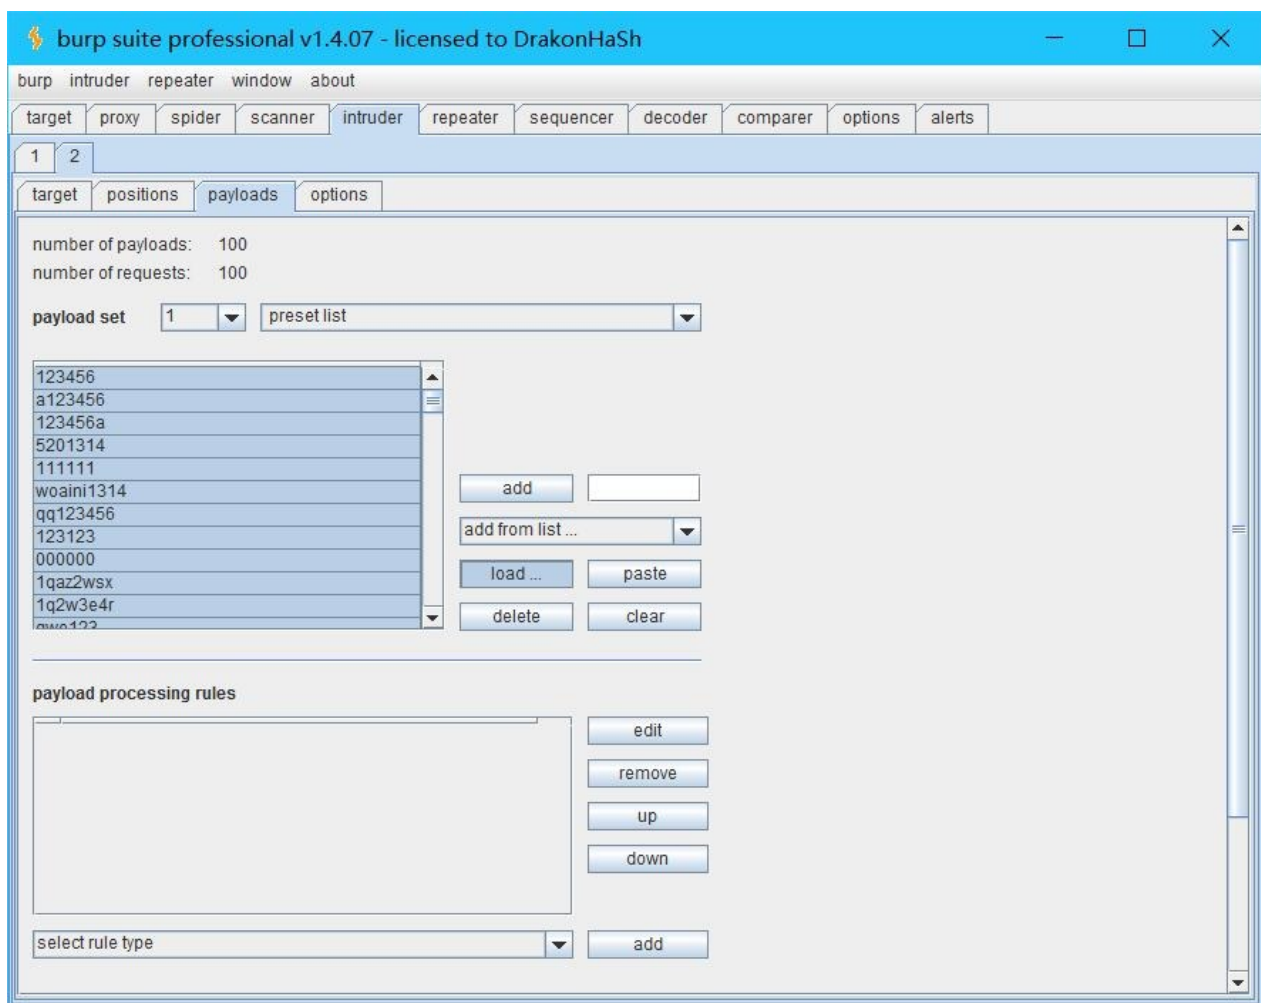 burp suite professional v1.4.07 - licensed to DrakonHaSh
burp intruder repeater window about
target proxy spider scanner intruder repeater sequencer decoder comparer options alerts
1 2
target positions payloads options
number of payloads: 100
number of requests: 100
payload set 1 preset list
123456
a123456
123456a
5201314
111111
woaini1314
qq123456
123123
000000
1qaz2wsx
1q2w3e4r
qwe123
add
add from list ...
load ... paste
delete clear
payload processing rules
edit
remove
up
down
select rule type add